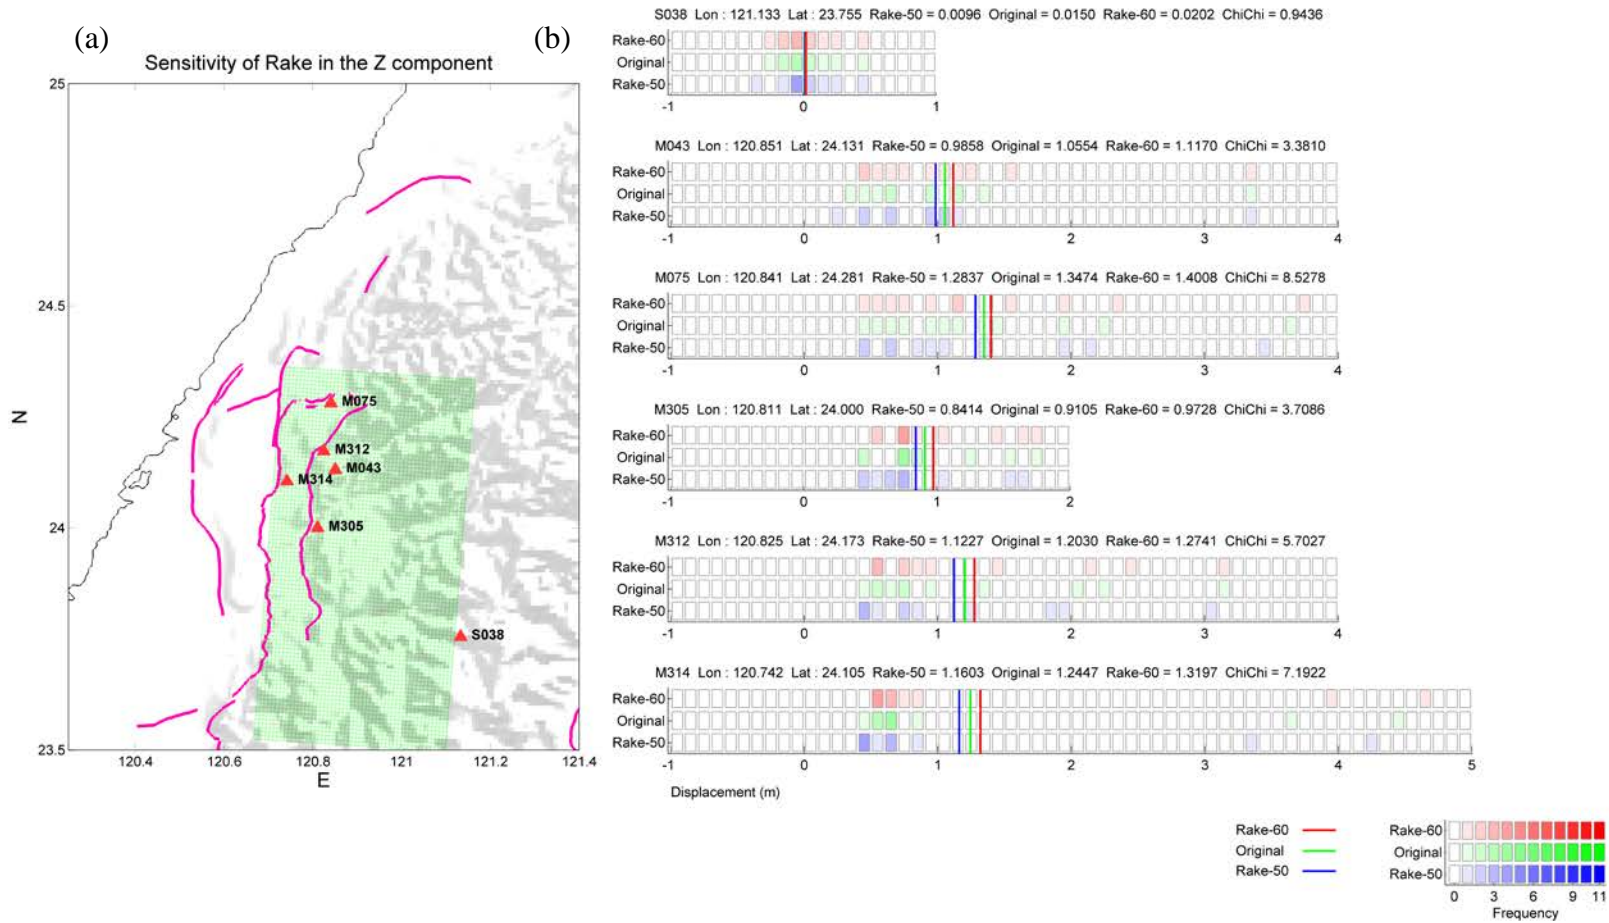 (a)
Sensitivity of Rake in the Z component
25
24.5
24
23.5
N
120.4 120.6 120.8 121 121.2 121.4
E
M075
M312
M043
M314
M305
S038
(b)
S038 Lon : 121.133 Lat : 23.755 Rake-50 = 0.0096 Original = 0.0150 Rake-60 = 0.0202 ChiChi = 0.9436
Rake-60
Original
Rake-50
-1 0 1
M043 Lon : 120.851 Lat : 24.131 Rake-50 = 0.9858 Original = 1.0554 Rake-60 = 1.1170 ChiChi = 3.3810
Rake-60
Original
Rake-50
-1 0 1 2 3 4
M075 Lon : 120.841 Lat : 24.281 Rake-50 = 1.2837 Original = 1.3474 Rake-60 = 1.4008 ChiChi = 8.5278
Rake-60
Original
Rake-50
-1 0 1 2 3 4
M305 Lon : 120.811 Lat : 24.000 Rake-50 = 0.8414 Original = 0.9105 Rake-60 = 0.9728 ChiChi = 3.7086
Rake-60
Original
Rake-50
-1 0 1 2
M312 Lon : 120.825 Lat : 24.173 Rake-50 = 1.1227 Original = 1.2030 Rake-60 = 1.2741 ChiChi = 5.7027
Rake-60
Original
Rake-50
-1 0 1 2 3 4
M314 Lon : 120.742 Lat : 24.105 Rake-50 = 1.1603 Original = 1.2447 Rake-60 = 1.3197 ChiChi = 7.1922
Rake-60
Original
Rake-50
-1 0 1 2 3 4 5
Displacement (m)
Rake-60
Original
Rake-50
Rake-60
Original
Rake-50
0 3 6 9 11
Frequency